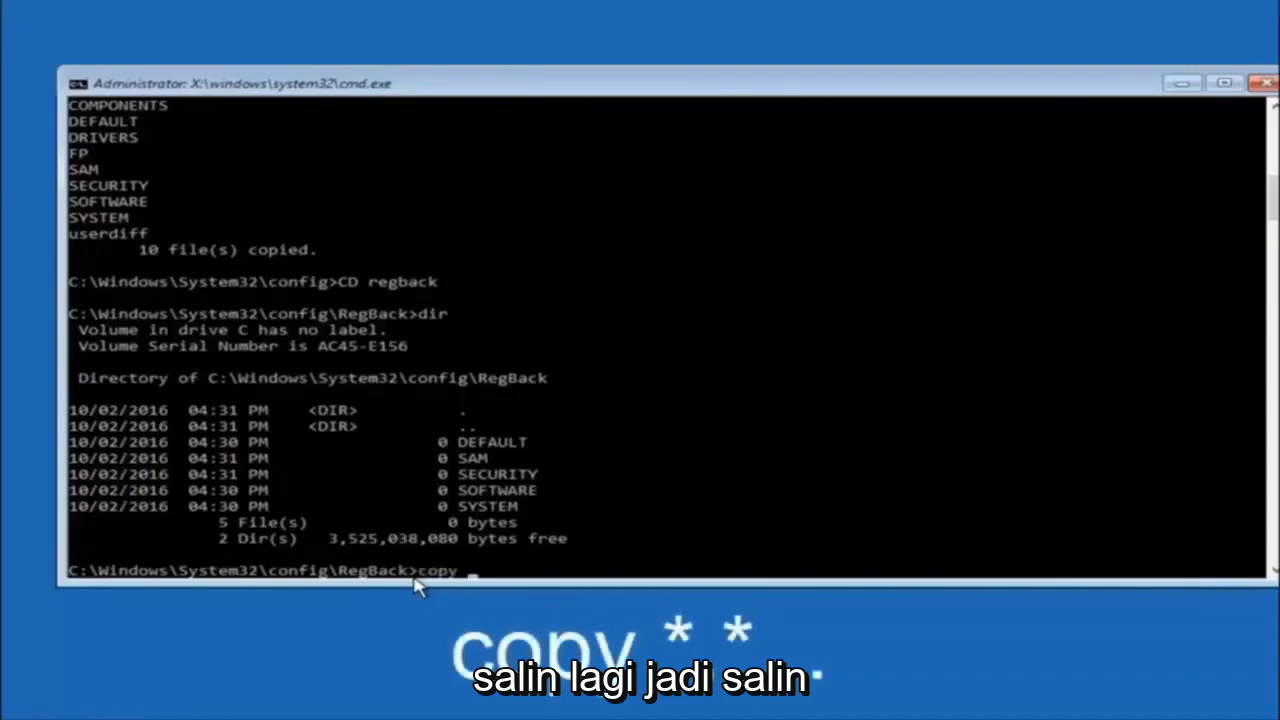 Administrator: X:\windows\system32\cmd.exe
COMPONENTS
DEFAULT
DRIVERS
FP
SAM
SECURITY
SOFTWARE
SYSTEM
userdiff
10 file(s) copied.
C:\Windows\System32\config>CD regback
C:\Windows\System32\config\RegBack>dir
Volume in drive C has no label.
Volume Serial Number is AC45-E156
Directory of C:\Windows\System32\config\RegBack
10/02/2016 04:31 PM <DIR> .
10/02/2016 04:31 PM <DIR> ..
10/02/2016 04:30 PM 0 DEFAULT
10/02/2016 04:31 PM 0 SAM
10/02/2016 04:31 PM 0 SECURITY
10/02/2016 04:30 PM 0 SOFTWARE
10/02/2016 04:30 PM 0 SYSTEM
5 File(s) 0 bytes
2 Dir(s) 3,525,038,080 bytes free
C:\Windows\System32\config\RegBack>copy _
copy * * .
salin lagi jadi salin